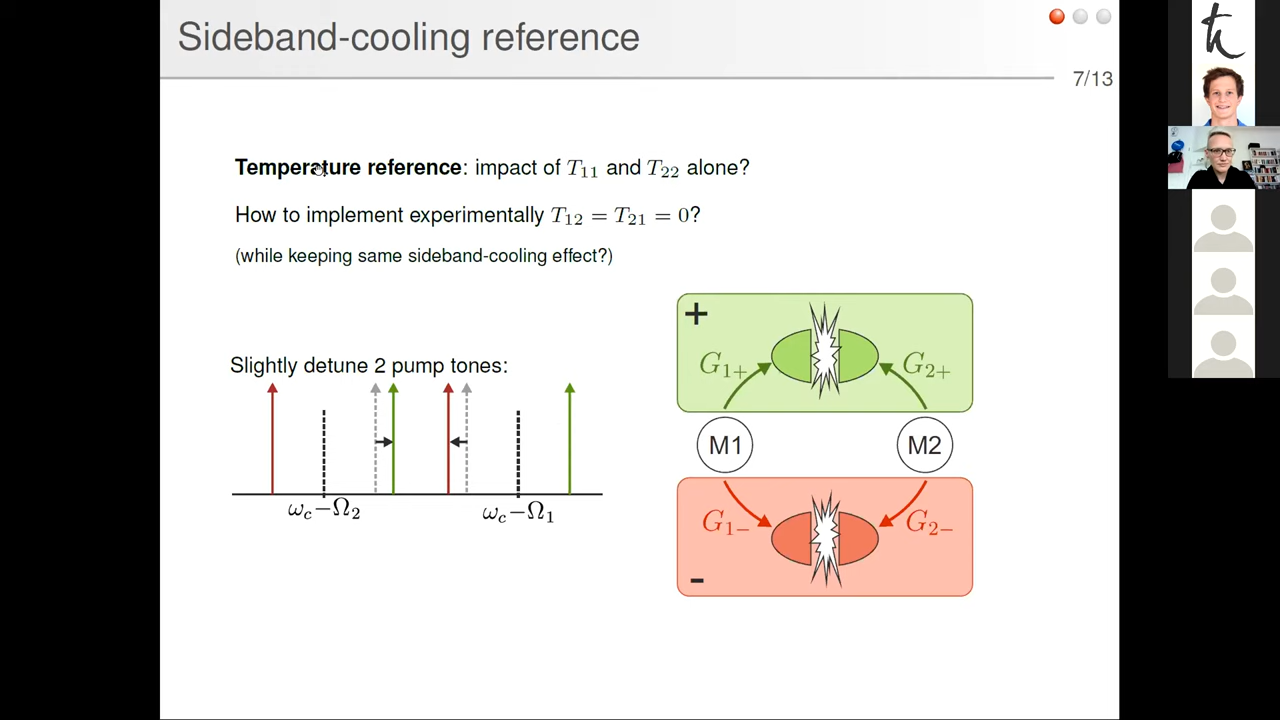 Sideband-cooling reference
7/13
Temperature reference: impact of T₁₁ and T₂₂ alone?
How to implement experimentally T₁₂ = T₂₁ = 0?
(while keeping same sideband-cooling effect?)
Slightly detune 2 pump tones:
ω_c−Ω₂
ω_c−Ω₁
+
G₁₊
G₂₊
M1
M2
G₁₋
G₂₋
-